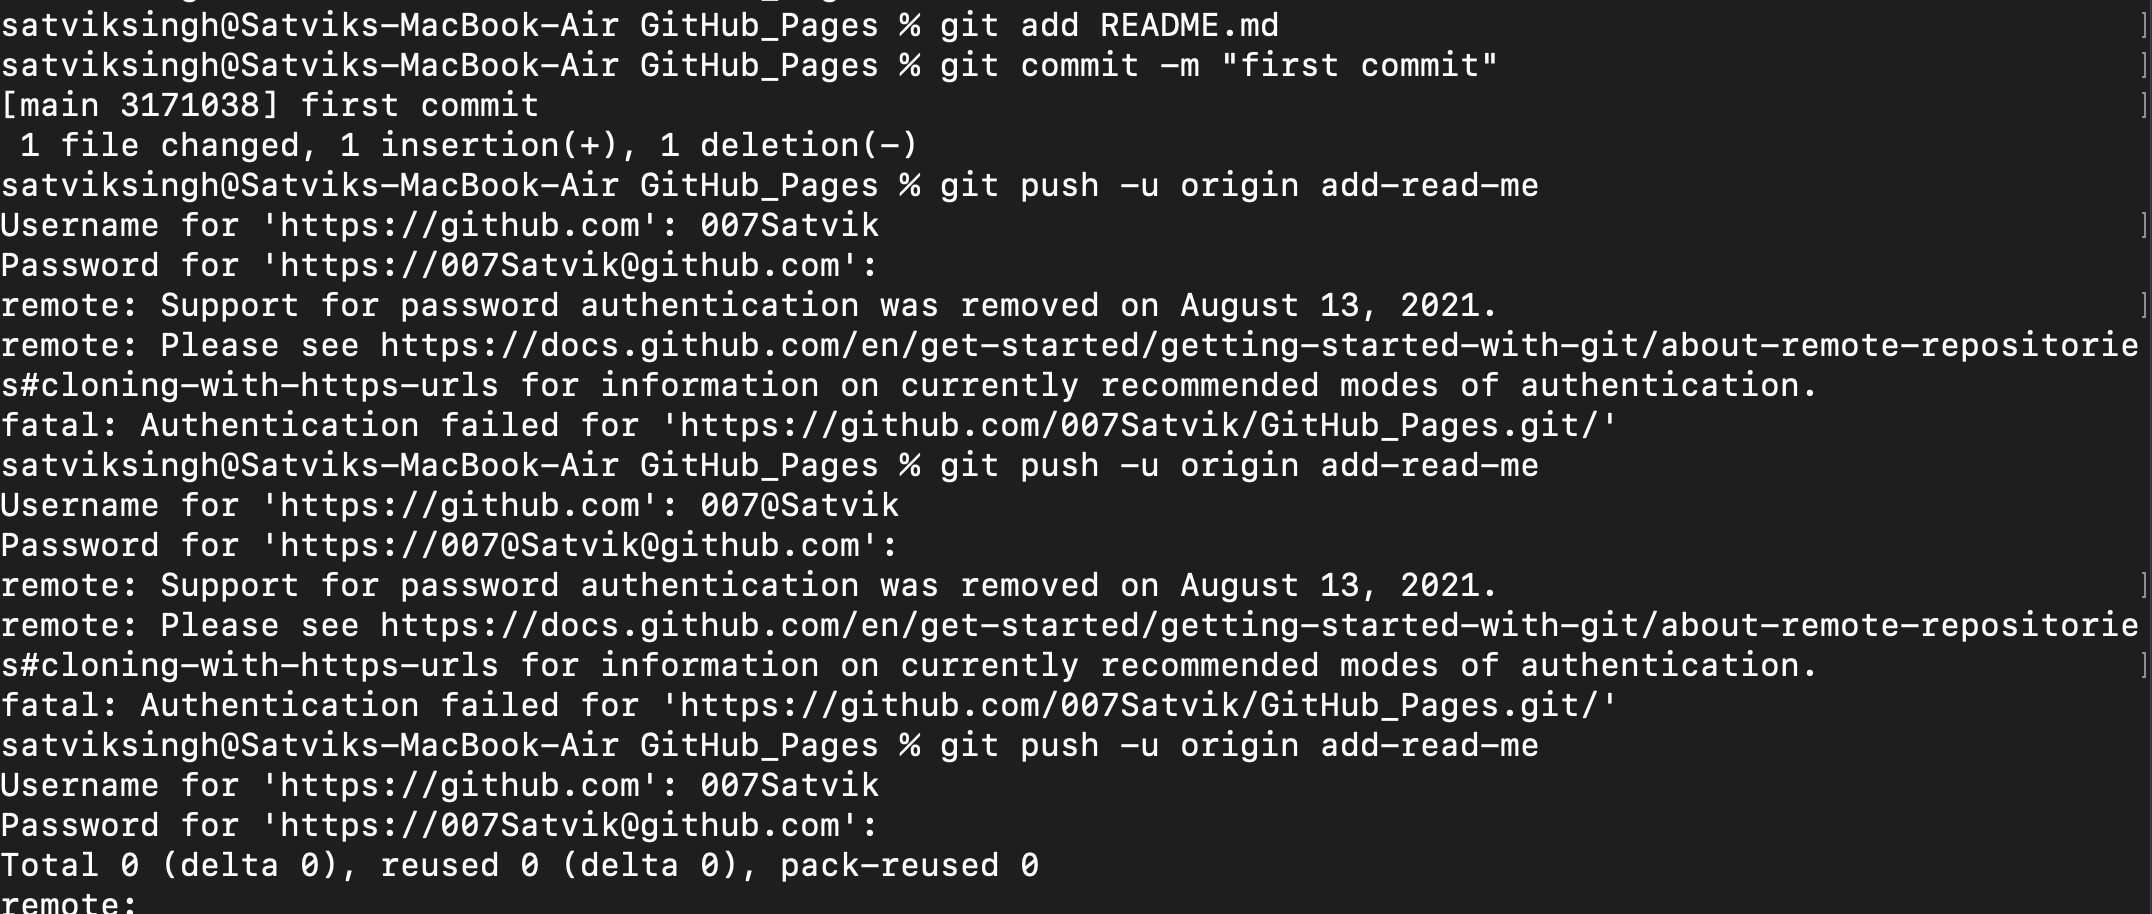 satviksingh@Satviks-MacBook-Air GitHub_Pages % git add README.md
satviksingh@Satviks-MacBook-Air GitHub_Pages % git commit -m "first commit"
[main 3171038] first commit
 1 file changed, 1 insertion(+), 1 deletion(-)
satviksingh@Satviks-MacBook-Air GitHub_Pages % git push -u origin add-read-me
Username for 'https://github.com': 007Satvik
Password for 'https://007Satvik@github.com':
remote: Support for password authentication was removed on August 13, 2021.
remote: Please see https://docs.github.com/en/get-started/getting-started-with-git/about-remote-repositorie
s#cloning-with-https-urls for information on currently recommended modes of authentication.
fatal: Authentication failed for 'https://github.com/007Satvik/GitHub_Pages.git/'
satviksingh@Satviks-MacBook-Air GitHub_Pages % git push -u origin add-read-me
Username for 'https://github.com': 007@Satvik
Password for 'https://007@Satvik@github.com':
remote: Support for password authentication was removed on August 13, 2021.
remote: Please see https://docs.github.com/en/get-started/getting-started-with-git/about-remote-repositorie
s#cloning-with-https-urls for information on currently recommended modes of authentication.
fatal: Authentication failed for 'https://github.com/007Satvik/GitHub_Pages.git/'
satviksingh@Satviks-MacBook-Air GitHub_Pages % git push -u origin add-read-me
Username for 'https://github.com': 007Satvik
Password for 'https://007Satvik@github.com':
Total 0 (delta 0), reused 0 (delta 0), pack-reused 0
remote: